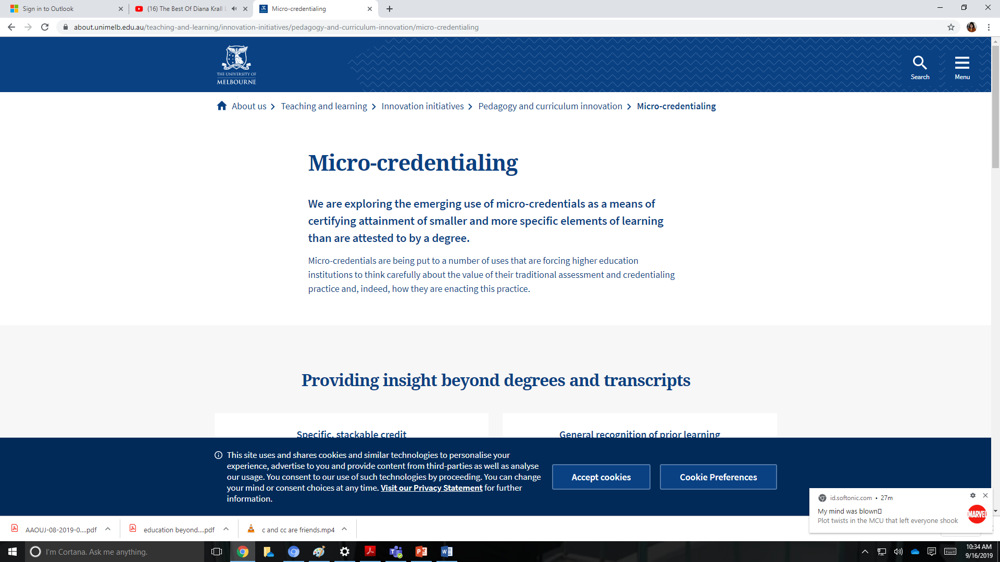 Sign in to Outlook
(16) The Best Of Diana Krall
Micro-credentialing
about.unimelb.edu.au/teaching-and-learning/innovation-initiatives/pedagogy-and-curriculum-innovation/micro-credentialing
THE UNIVERSITY OF
MELBOURNE
Search
Menu
About us > Teaching and learning > Innovation initiatives > Pedagogy and curriculum innovation > Micro-credentialing
Micro-credentialing
We are exploring the emerging use of micro-credentials as a means of
certifying attainment of smaller and more specific elements of learning
than are attested to by a degree.
Micro-credentials are being put to a number of uses that are forcing higher education
institutions to think carefully about the value of their traditional assessment and credentialing
practice and, indeed, how they are enacting this practice.
Providing insight beyond degrees and transcripts
Specific, stackable credit
General recognition of prior learning
This site uses and shares cookies and similar technologies to personalise your
experience, advertise to you and provide content from third-parties as well as analyse
our usage. You consent to our use of such technologies by proceeding. You can change
your mind or consent choices at any time. Visit our Privacy Statement for further
information.
Accept cookies
Cookie Preferences
id.softonic.com • 27m
My mind was blown
Plot twists in the MCU that left everyone shook
MARVEL
AAOUJ-08-2019-0....pdf
education beyond....pdf
c and cc are friends.mp4
I'm Cortana. Ask me anything.
10:34 AM
9/16/2019